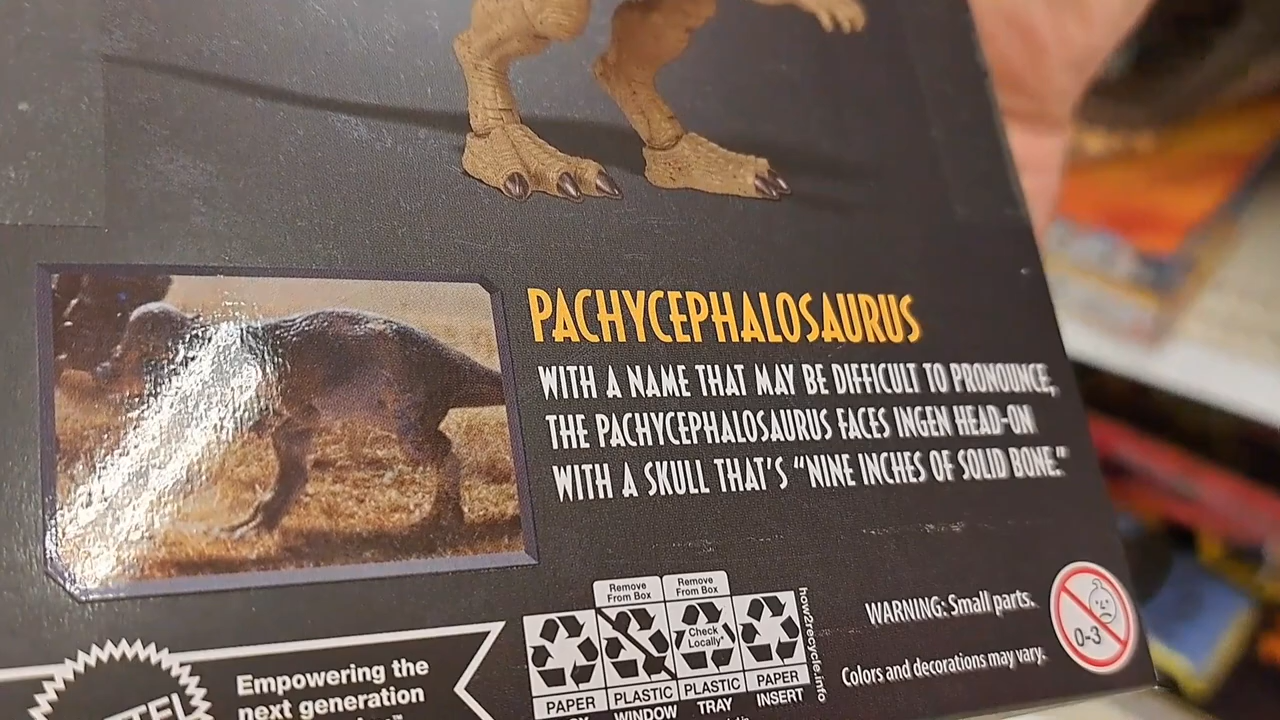 PACHYCEPHALOSAURUS
WITH A NAME THAT MAY BE DIFFICULT TO PRONOUNCE,
THE PACHYCEPHALOSAURUS FACES INGEN HEAD-ON
WITH A SKULL THAT'S “NINE INCHES OF SOLID BONE.”
Remove
From Box
Remove
From Box
Check
Locally*
PAPER
PLASTIC
WINDOW
PLASTIC
TRAY
PAPER
INSERT
how2recycle.info
WARNING: Small parts.
0-3
Colors and decorations may vary.
Empowering the
next generation